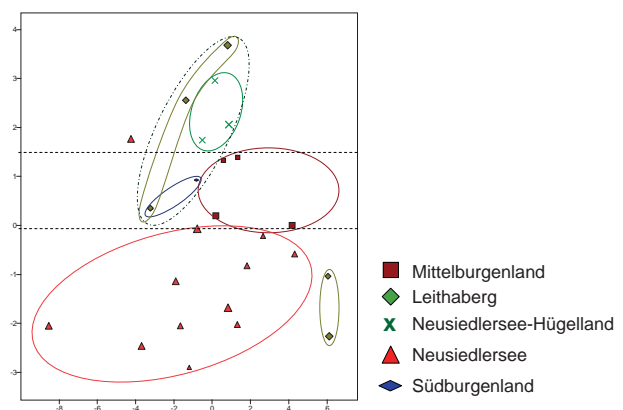 4
3
2
1
0
-1
-2
-3
-8 -6 -4 -2 0 2 4 6
Mittelburgenland
Leithaberg
Neusiedlersee-Hügelland
Neusiedlersee
Südburgenland